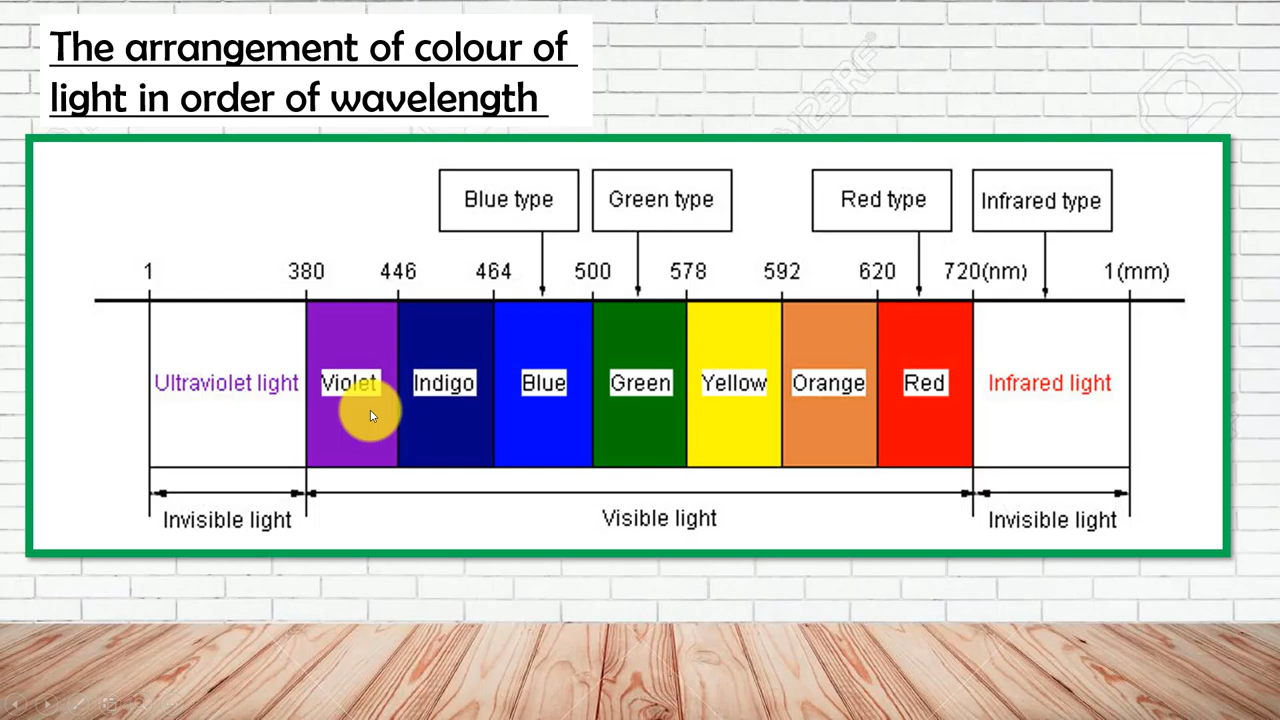 The arrangement of colour of
light in order of wavelength
Blue type
Green type
Red type
Infrared type
1
380
446
464
500
578
592
620
720(nm)
1(mm)
Ultraviolet light
Violet
Indigo
Blue
Green
Yellow
Orange
Red
Infrared light
Invisible light
Visible light
Invisible light
123RF